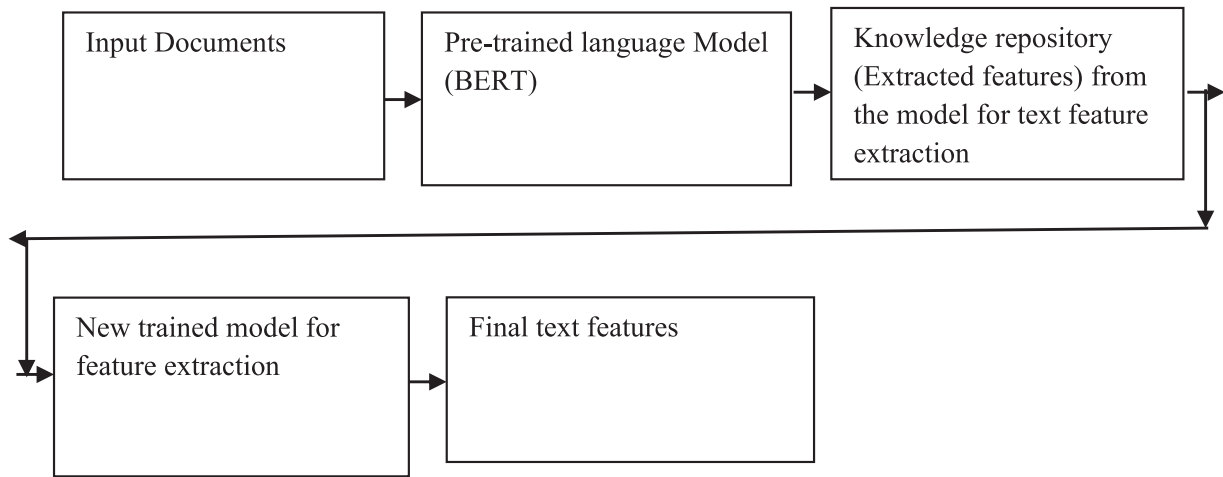 Input Documents
Pre-trained language Model
(BERT)
Knowledge repository
(Extracted features) from
the model for text feature
extraction
New trained model for
feature extraction
Final text features